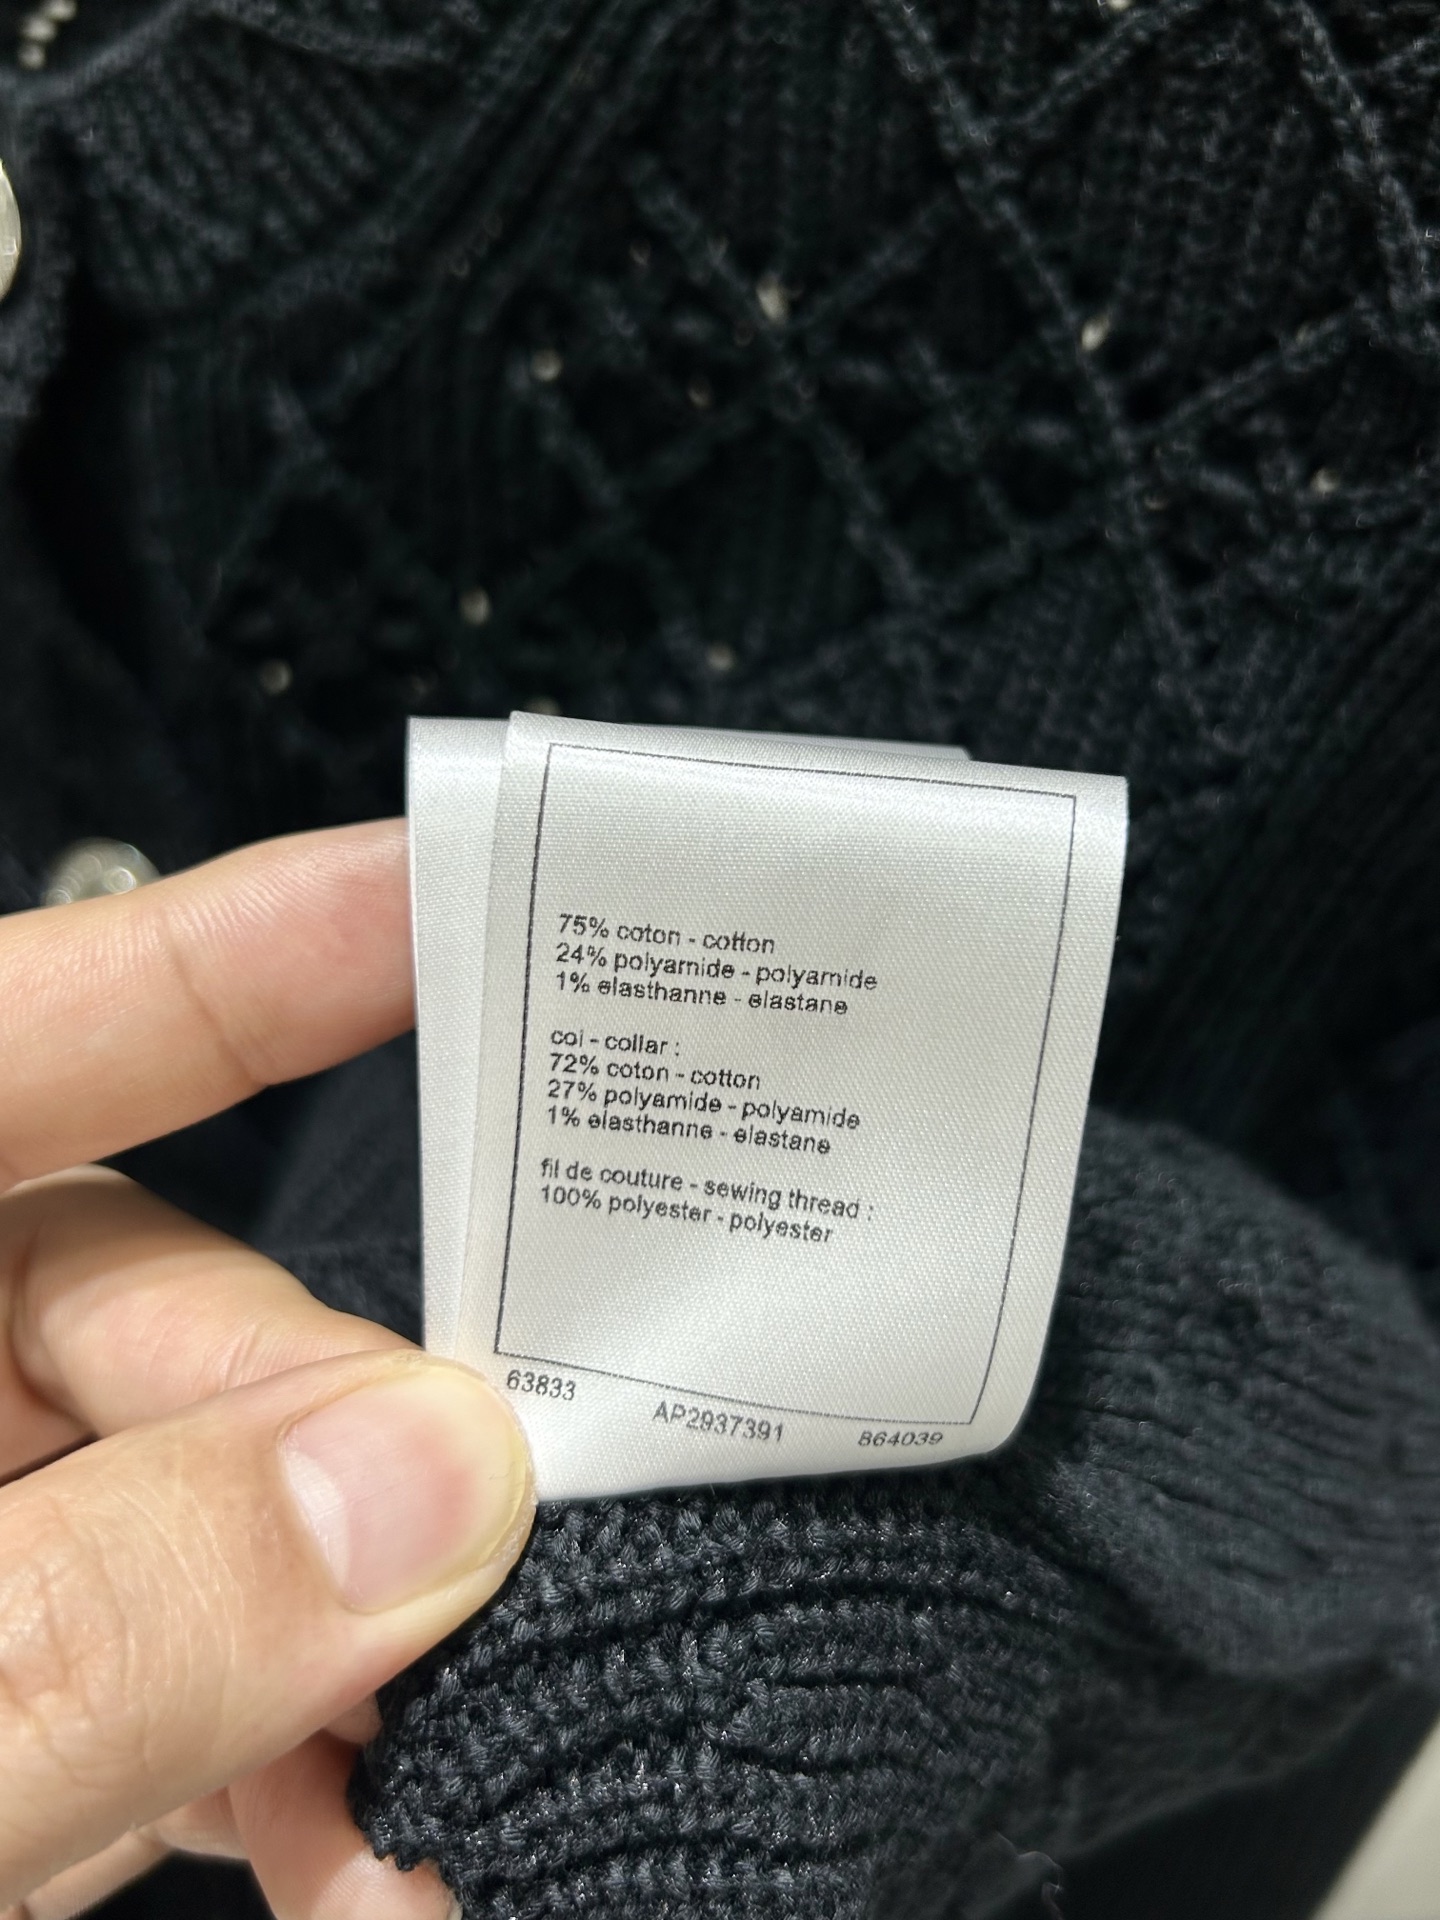 75% coton - cotton
24% polyamide - polyamide
1% elasthanne - elastane
col - collar :
72% coton - cotton
27% polyamide - polyamide
1% elasthanne - elastane
fil de couture - sewing thread :
100% polyester - polyester
63833 AP2937391 864039